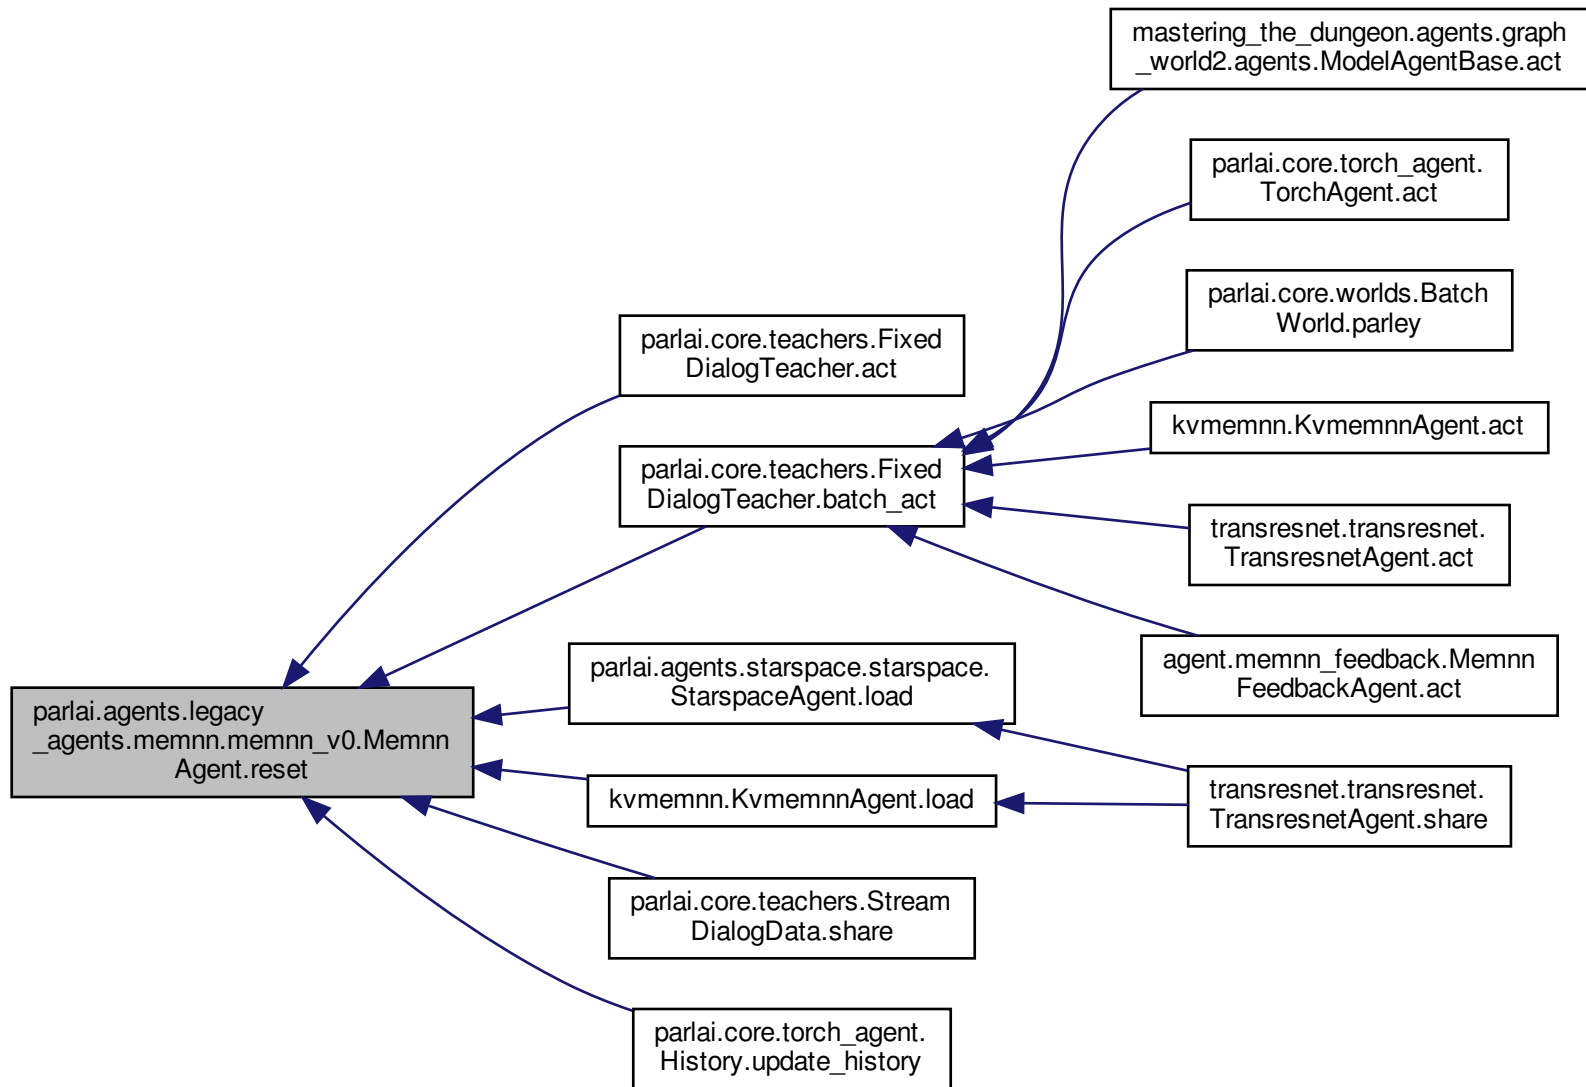 mastering_the_dungeon.agents.graph
_world2.agents.ModelAgentBase.act
parlai.core.torch_agent.
TorchAgent.act
parlai.core.worlds.Batch
World.parley
parlai.core.teachers.Fixed
DialogTeacher.act
kvmemnn.KvmemnnAgent.act
parlai.core.teachers.Fixed
DialogTeacher.batch_act
transresnet.transresnet.
TransresnetAgent.act
agent.memnn_feedback.Memnn
FeedbackAgent.act
parlai.agents.starspace.starspace.
StarspaceAgent.load
parlai.agents.legacy
_agents.memnn.memnn_v0.Memnn
Agent.reset
kvmemnn.KvmemnnAgent.load
transresnet.transresnet.
TransresnetAgent.share
parlai.core.teachers.Stream
DialogData.share
parlai.core.torch_agent.
History.update_history